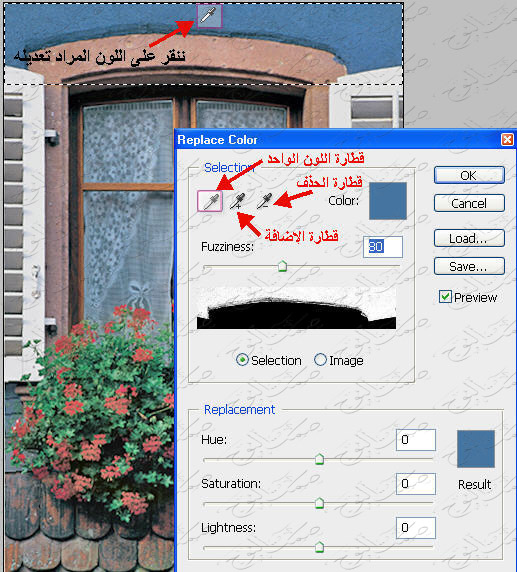 ننقر على اللون المراد تعديله
Replace Color
Selection
قطارة اللون الواحد
قطارة الحذف
قطارة الإضافة
Color:
Fuzziness: 80
Selection
Image
OK
Cancel
Load...
Save...
Preview
Replacement
Hue: 0
Saturation: 0
Lightness: 0
Result